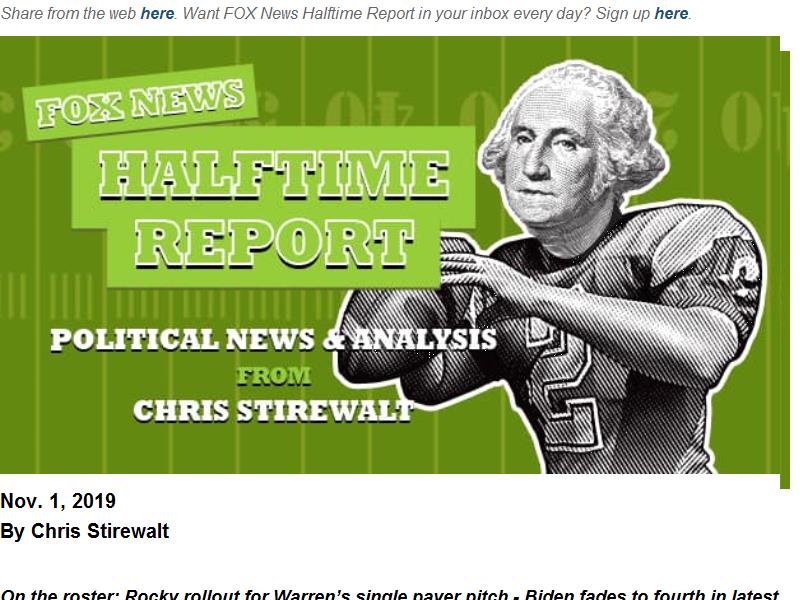 Share from the web here. Want FOX News Halftime Report in your inbox every day? Sign up here.
FOX NEWS
HALFTIME
REPORT
POLITICAL NEWS & ANALYSIS
FROM
CHRIS STIREWALT
2
Nov. 1, 2019
By Chris Stirewalt
On the roster: Rocky rollout for Warren's single payer pitch - Biden fades to fourth in latest